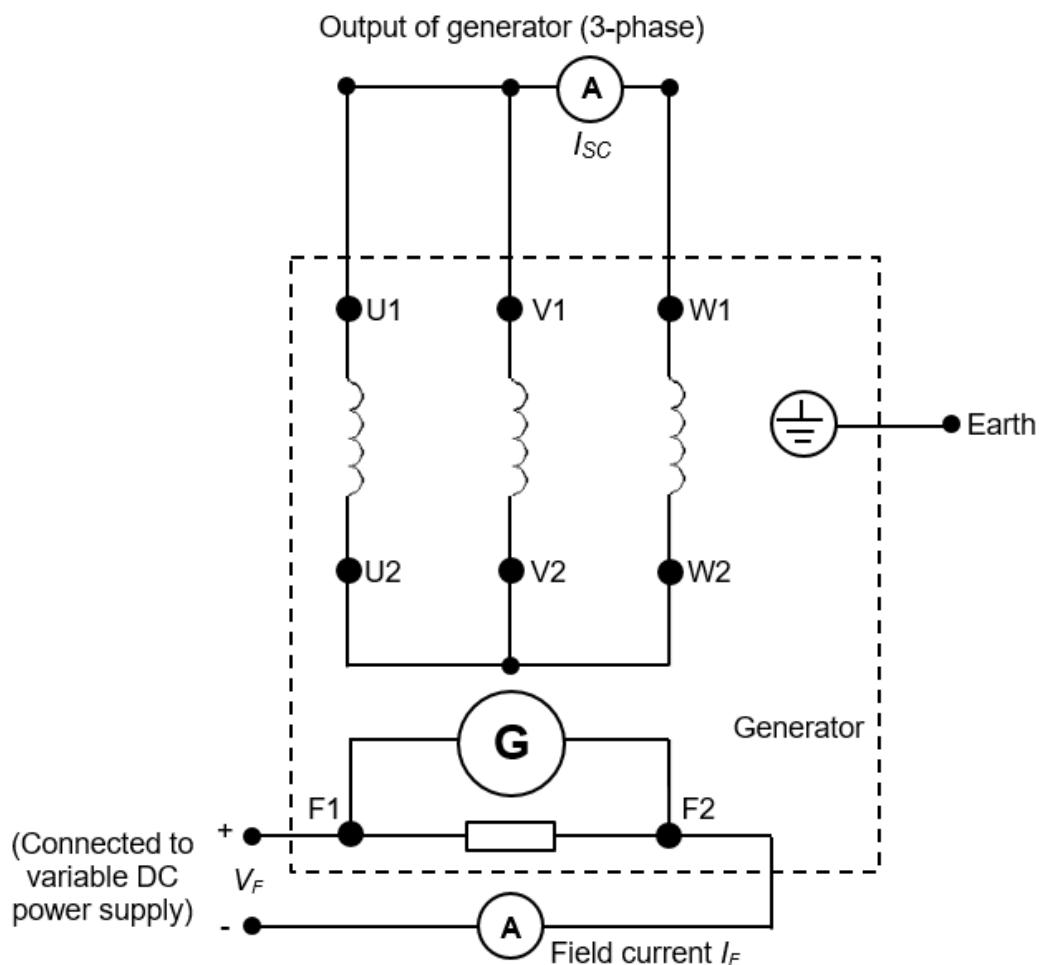 Output of generator (3-phase)
A
ISC
U1
V1
W1
Earth
U2
V2
W2
G
Generator
F1
F2
(Connected to
variable DC
power supply)
+
VF
-
A
Field current IF